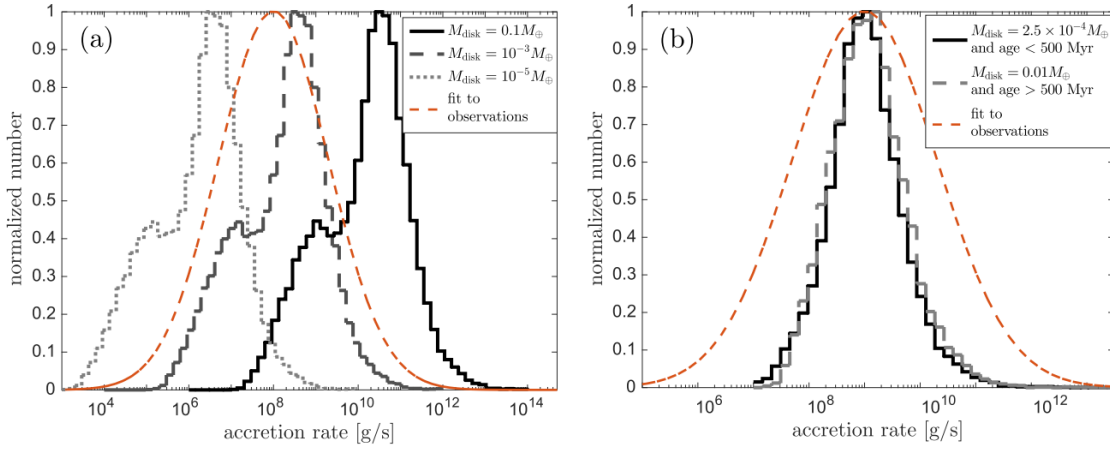 (a)
M_disk = 0.1M_⊕
M_disk = 10^-3 M_⊕
M_disk = 10^-5 M_⊕
fit to
observations
normalized number
1
0.9
0.8
0.7
0.6
0.5
0.4
0.3
0.2
0.1
0
10^4 10^6 10^8 10^10 10^12 10^14
accretion rate [g/s]
(b)
M_disk = 2.5 × 10^-4 M_⊕
and age < 500 Myr
M_disk = 0.01M_⊕
and age > 500 Myr
fit to
observations
normalized number
1
0.9
0.8
0.7
0.6
0.5
0.4
0.3
0.2
0.1
0
10^6 10^8 10^10 10^12
accretion rate [g/s]